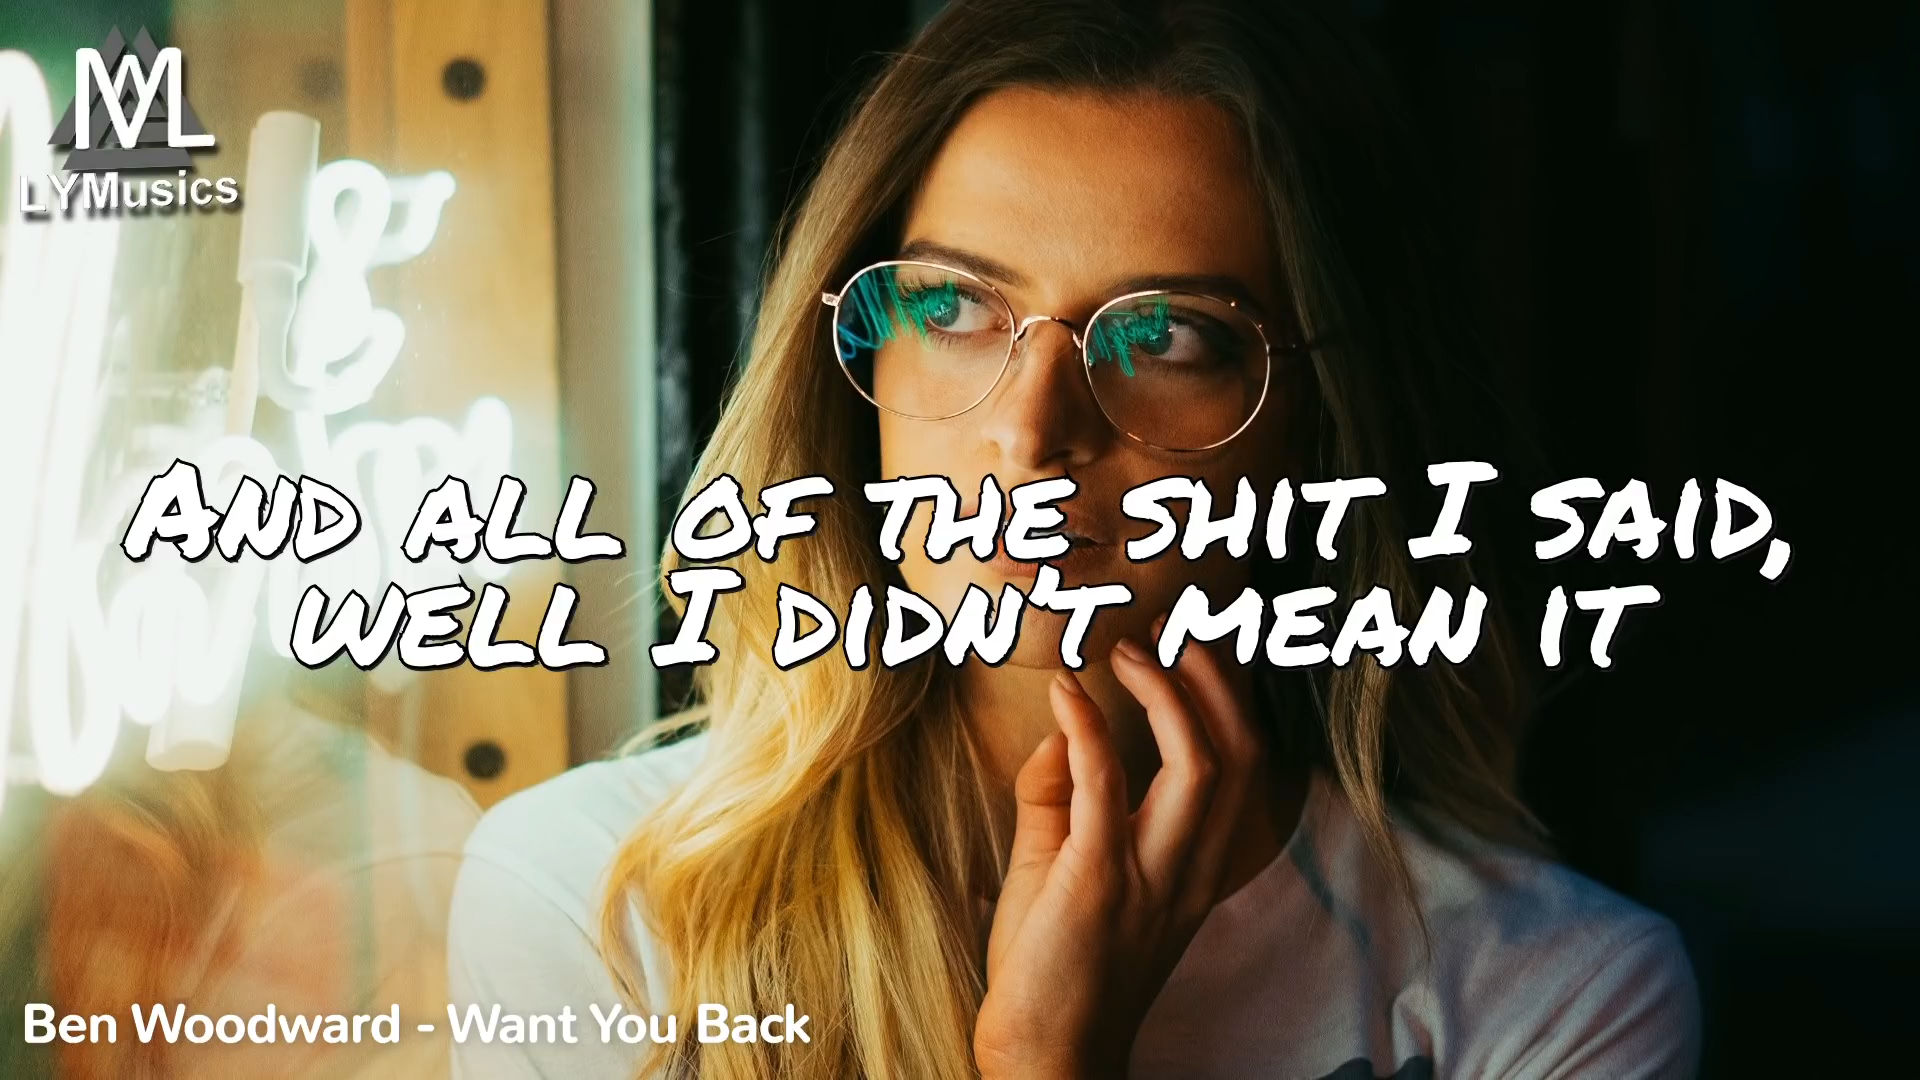 LYMusics
And all of the shit I said,
well I didn't mean it
Ben Woodward - Want You Back